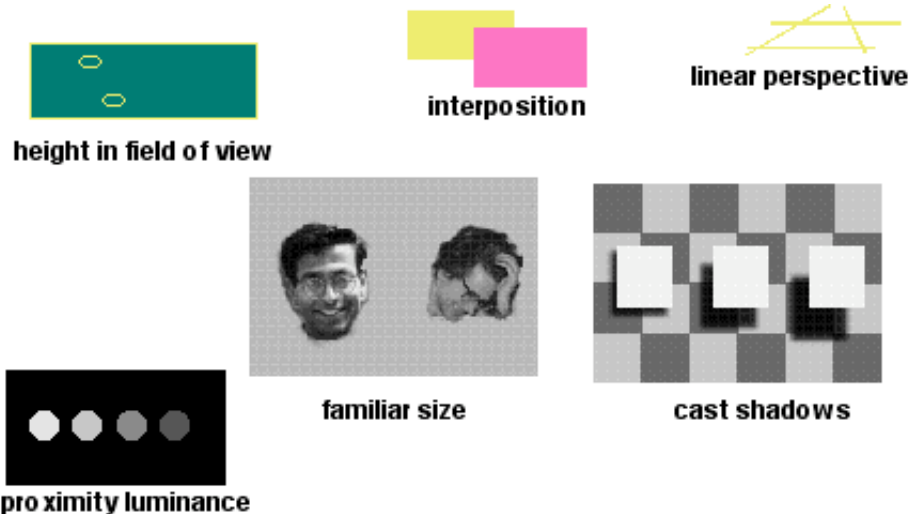 linear perspective
interposition
height in field of view
familiar size
cast shadows
proximity luminance